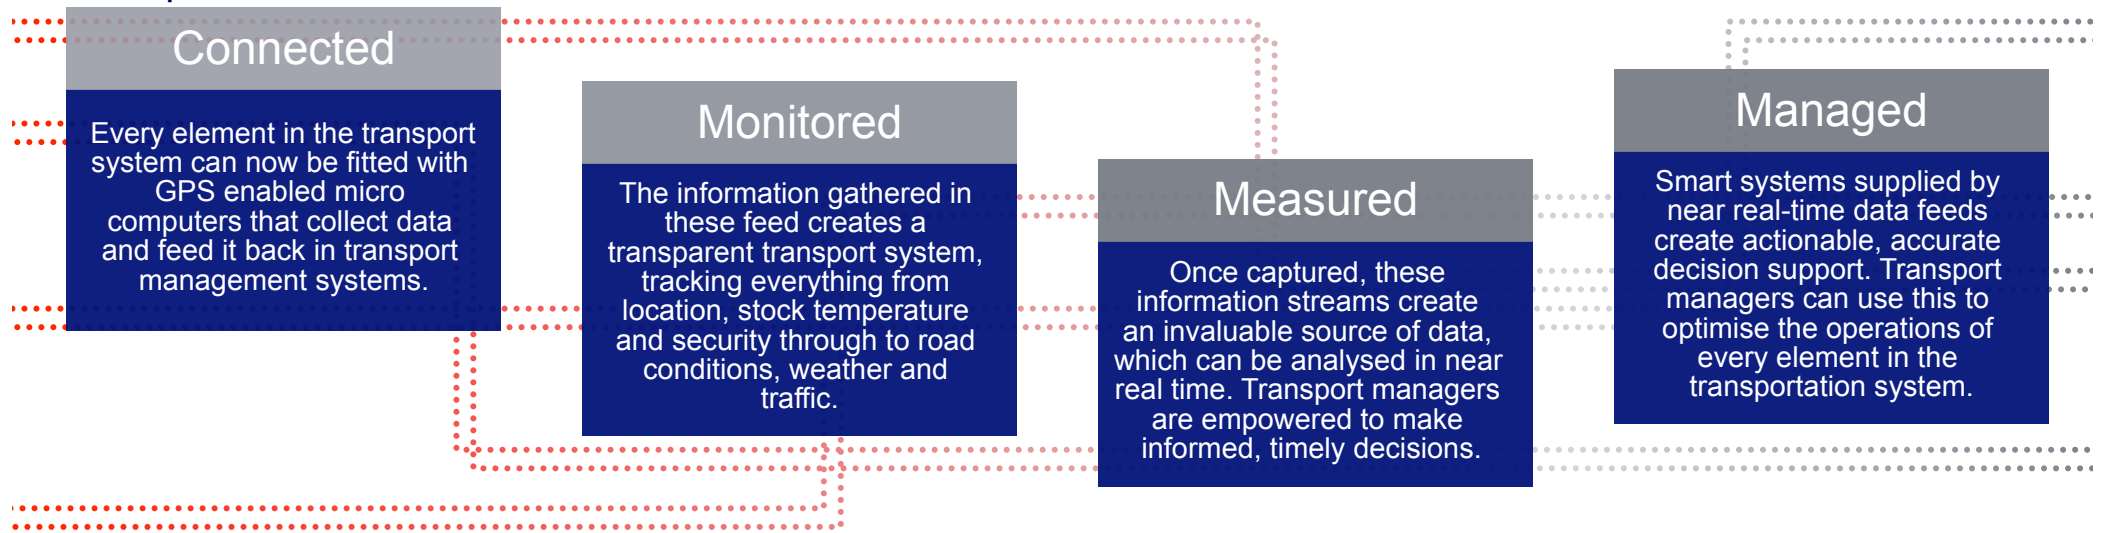 Connected
Every element in the transport
system can now be fitted with
GPS enabled micro
computers that collect data
and feed it back in transport
management systems.
Monitored
The information gathered in
these feed creates a
transparent transport system,
tracking everything from
location, stock temperature
and security through to road
conditions, weather and
traffic.
Measured
Once captured, these
information streams create
an invaluable source of data,
which can be analysed in near
real time. Transport managers
are empowered to make
informed, timely decisions.
Managed
Smart systems supplied by
near real-time data feeds
create actionable, accurate
decision support. Transport
managers can use this to
optimise the operations of
every element in the
transportation system.